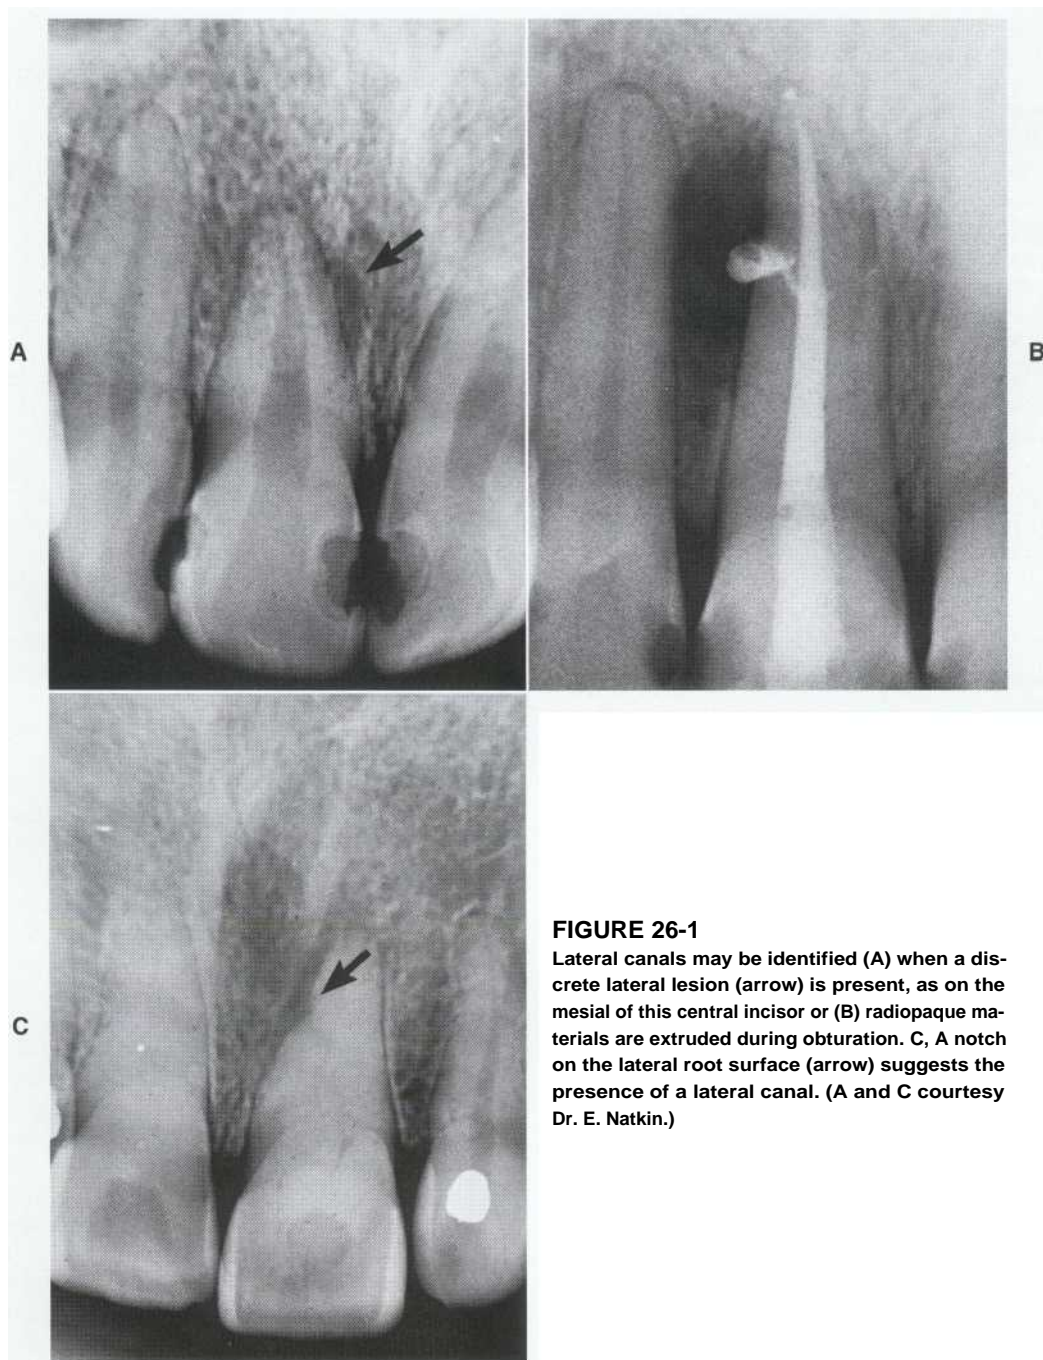 A
B
C
FIGURE 26-1
Lateral canals may be identified (A) when a dis-
crete lateral lesion (arrow) is present, as on the
mesial of this central incisor or (B) radiopaque ma-
terials are extruded during obturation. C, A notch
on the lateral root surface (arrow) suggests the
presence of a lateral canal. (A and C courtesy
Dr. E. Natkin.)